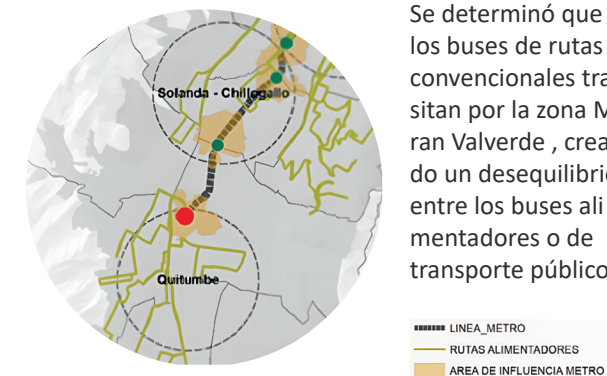 Se determinó que
los buses de rutas
convencionales tra
sitan por la zona M
ran Valverde , crea
do un desequilibri
entre los buses ali
mentadores o de
transporte público
Solanda - Chillogallo
Quitumbe
LINEA_METRO
RUTAS ALIMENTADORES
AREA DE INFLUENCIA METRO